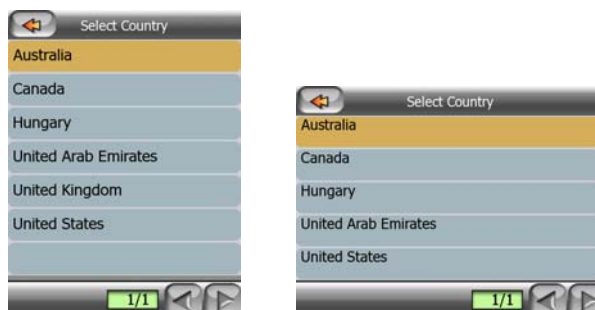 Select Country
Australia
Canada
Hungary
United Arab Emirates
United Kingdom
United States
1/1
Select Country
Australia
Canada
Hungary
United Arab Emirates
United States
1/1